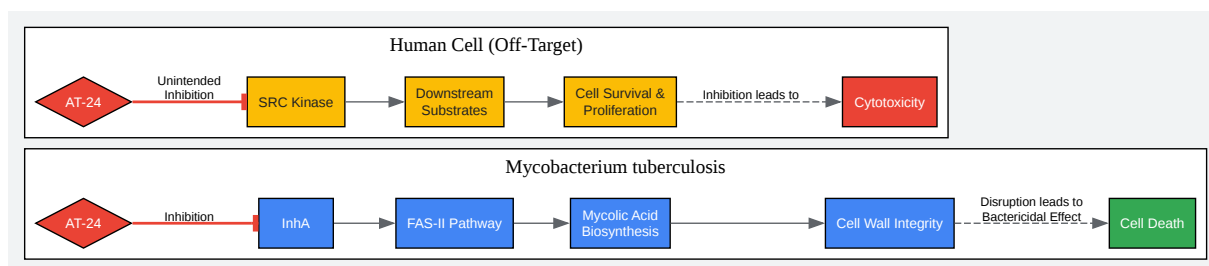 Human Cell (Off-Target)
AT-24
Unintended
Inhibition
SRC Kinase
Downstream
Substrates
Cell Survival &
Proliferation
Inhibition leads to
Cytotoxicity
Mycobacterium tuberculosis
AT-24
Inhibition
InhA
FAS-II Pathway
Mycolic Acid
Biosynthesis
Cell Wall Integrity
Disruption leads to
Bactericidal Effect
Cell Death